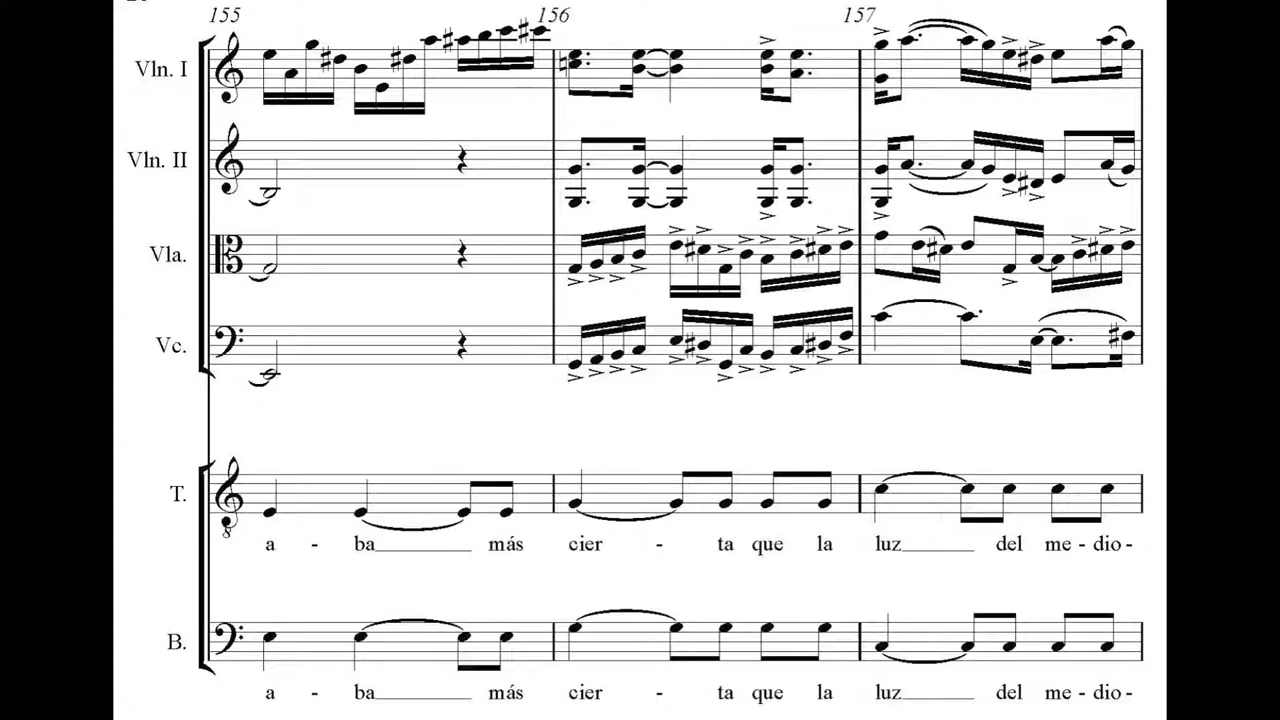 155 156 157
Vln. I
Vln. II
Vla.
Vc.
T.
8
a - ba más cier - ta que la luz del me - dio -
B.
a - ba más cier - ta que la luz del me - dio -